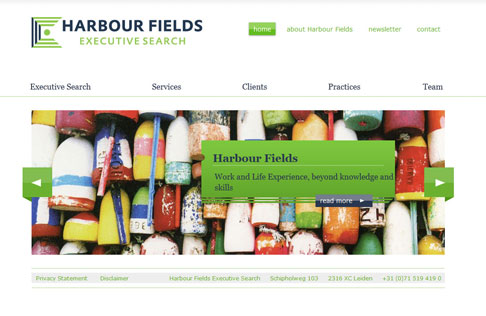 HARBOUR FIELDS
EXECUTIVE SEARCH
home about Harbour Fields newsletter contact
Executive Search Services Clients Practices Team
Harbour Fields
Work and Life Experience, beyond knowledge and
skills
read more
Privacy Statement Disclaimer Harbour Fields Executive Search Schipholweg 103 2316 XC Leiden +31 (0)71 519 419 0